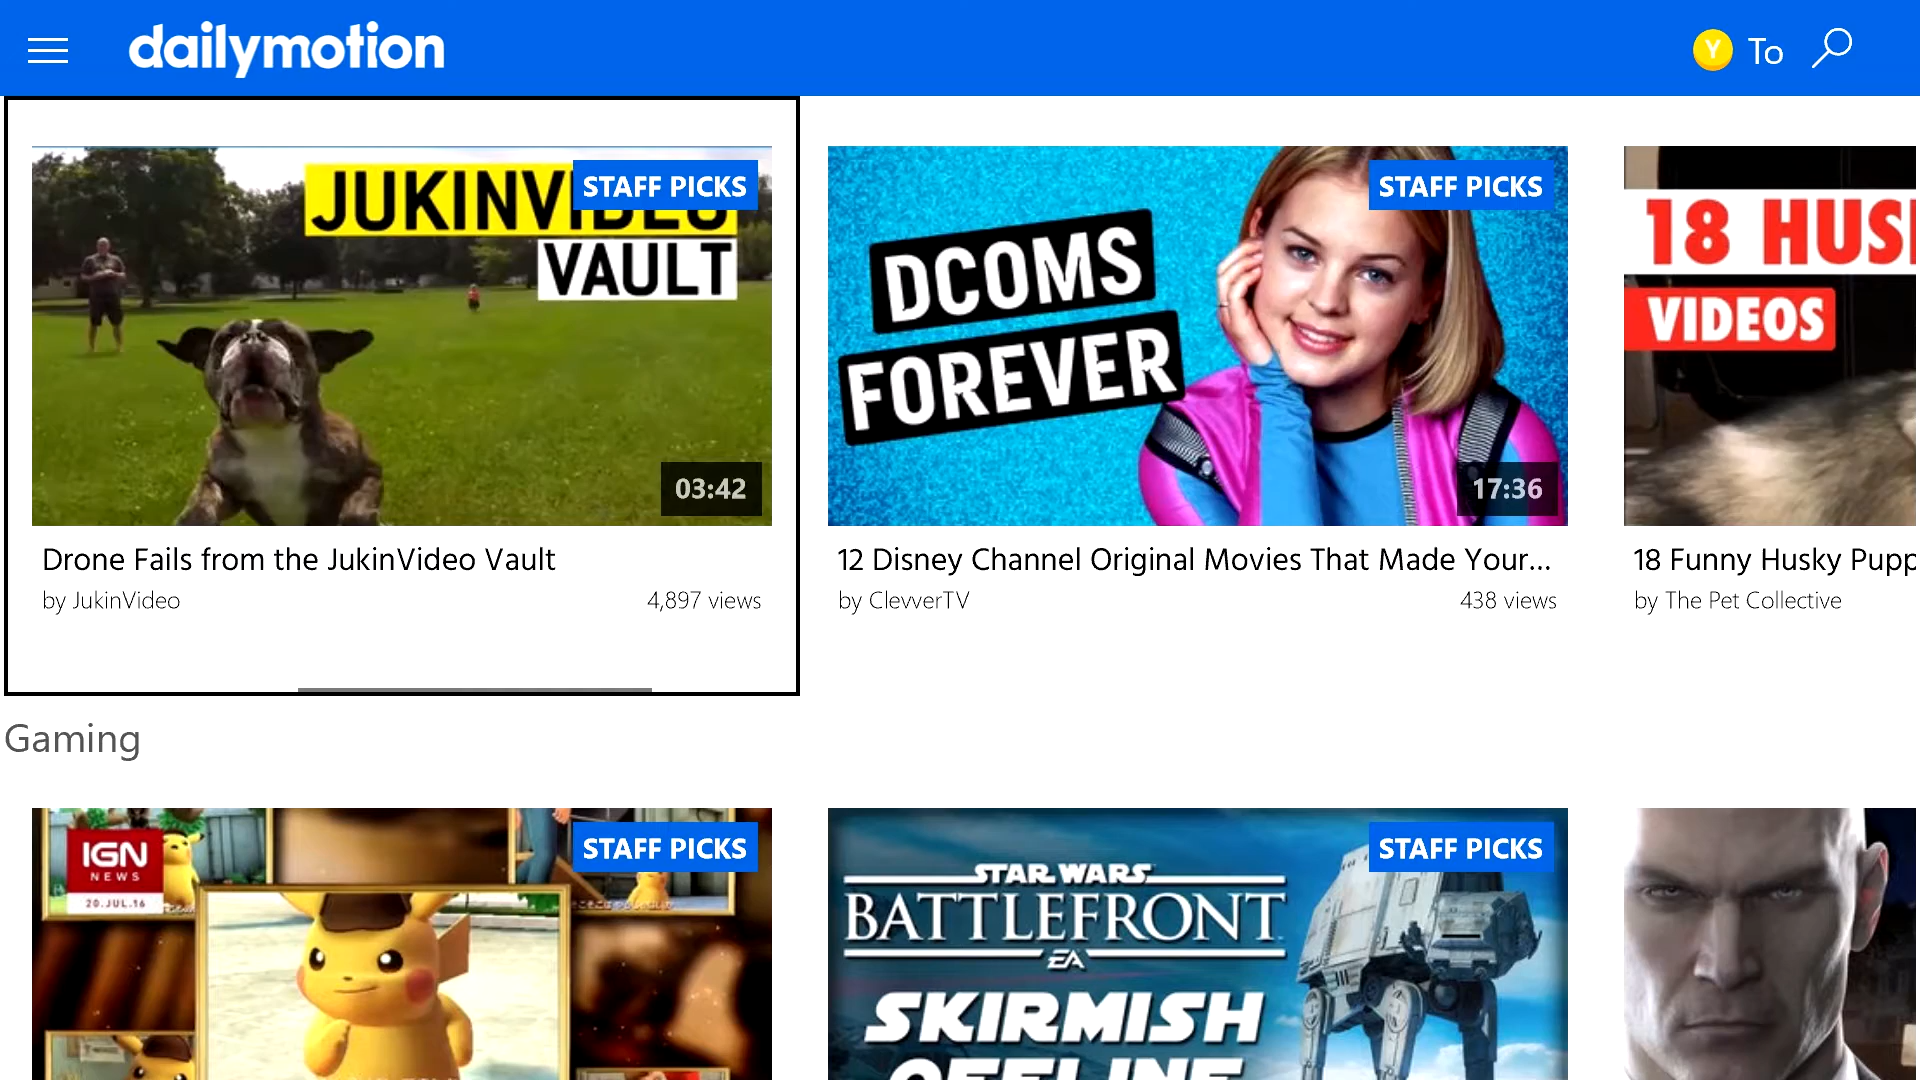 dailymotion
Y To
JUKINVIDEO
STAFF PICKS
VAULT
03:42
Drone Fails from the JukinVideo Vault
by JukinVideo
4,897 views
STAFF PICKS
DCOMS
FOREVER
17:36
12 Disney Channel Original Movies That Made Your...
by ClevverTV
438 views
18 HUS
VIDEOS
18 Funny Husky Pupp
by The Pet Collective
Gaming
IGN
NEWS
20.JUL.16
STAFF PICKS
STAFF PICKS
STAR WARS
BATTLEFRONT
EA
SKIRMISH
OFFLINE